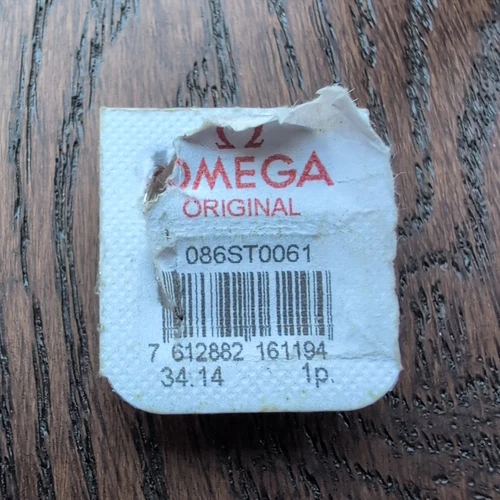 Ω
OMEGA
ORIGINAL
086ST0061
7 612882 161194
34.14 1p.